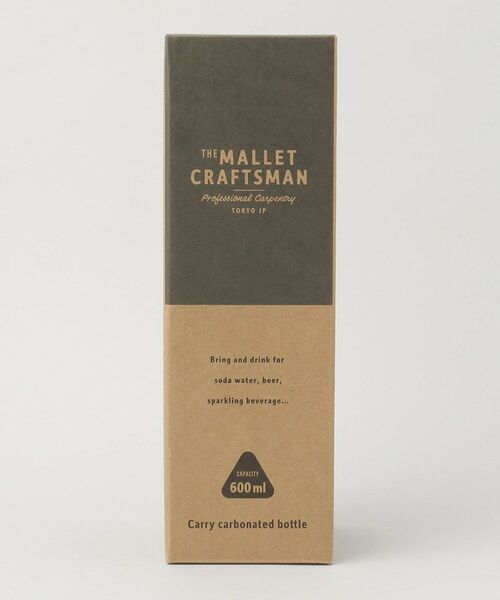 THE MALLET
CRAFTSMAN
Professional Carpentry
TOKYO JP
Bring and drink for
soda water, beer,
sparkling beverage...
CAPACITY
600ml
Carry carbonated bottle